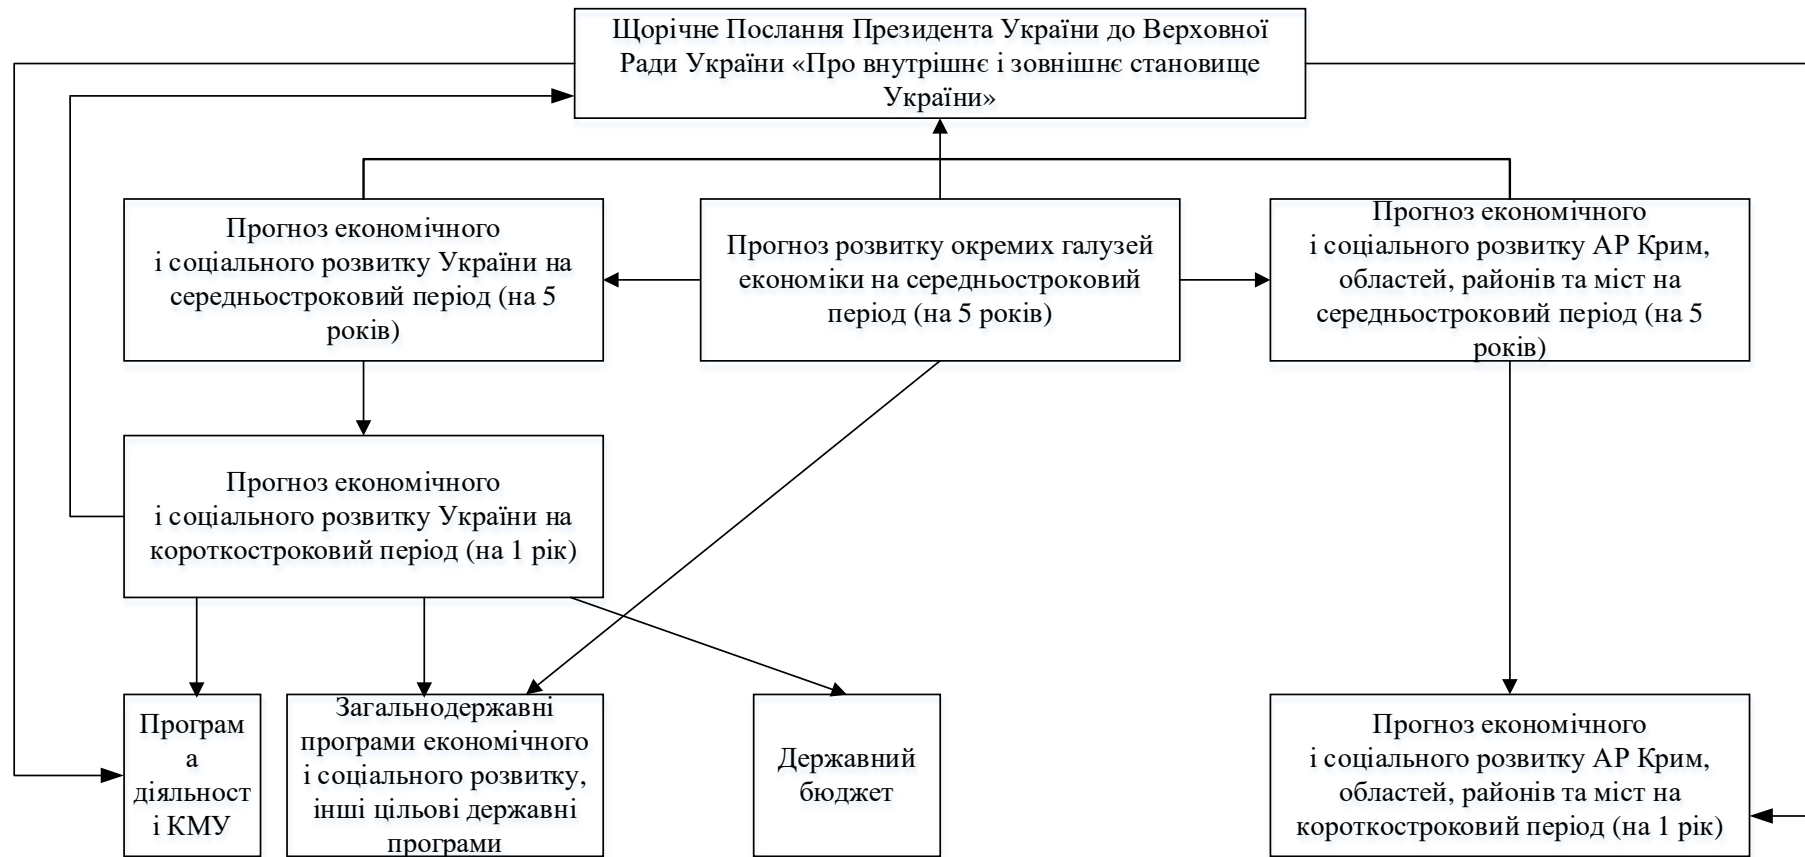 Щорічне Послання Президента України до Верховної
Ради України «Про внутрішнє і зовнішнє становище
України»
Прогноз економічного
і соціального розвитку України на
середньостроковий період (на 5
років)
Прогноз розвитку окремих галузей
економіки на середньостроковий
період (на 5 років)
Прогноз економічного
і соціального розвитку АР Крим,
областей, районів та міст на
середньостроковий період (на 5
років)
Прогноз економічного
і соціального розвитку України на
короткостроковий період (на 1 рік)
Програм
а
діяльност
і КМУ
Загальнодержавні
програми економічного
і соціального розвитку,
інші цільові державні
програми
Державний
бюджет
Прогноз економічного
і соціального розвитку АР Крим,
областей, районів та міст на
короткостроковий період (на 1 рік)